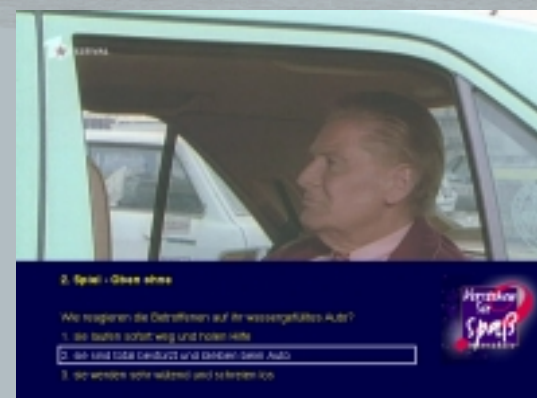 2. Spiel - Oben ohne
Wie reagieren die Betroffenen auf ihr wassergefülltes Auto?
1. sie laufen sofort weg und holen Hilfe
2. sie sind total bestürzt und bleiben beim Auto
3. sie werden sehr wütend und schreien los
Verstehen
Sie
Spaß